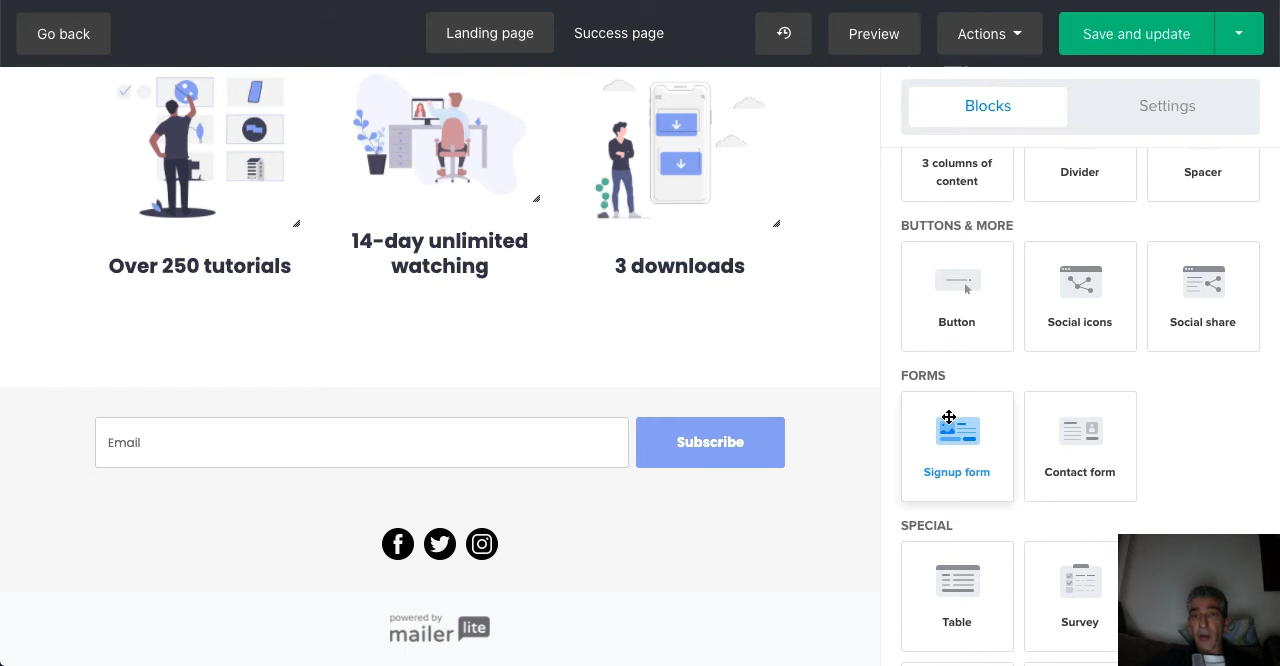 Go back
Landing page
Success page
Preview
Actions
Save and update
Blocks
Settings
3 columns of
content
Divider
Spacer
BUTTONS & MORE
Button
Social icons
Social share
FORMS
Signup form
Contact form
SPECIAL
Table
Survey
Over 250 tutorials
14-day unlimited
watching
3 downloads
Email
Subscribe
powered by
mailer lite